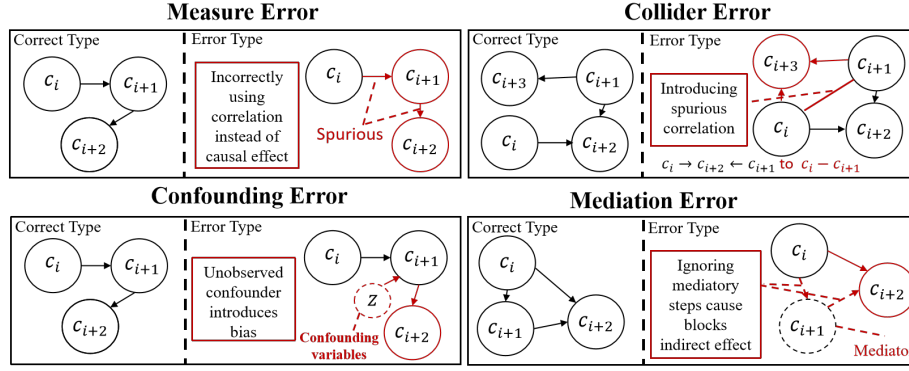 Measure Error
Correct Type
Error Type
c_i
c_{i+1}
c_{i+2}
Incorrectly
using
correlation
instead of
causal effect
c_i
c_{i+1}
Spurious
c_{i+2}
Collider Error
Correct Type
Error Type
c_{i+3}
c_{i+1}
c_i
c_{i+2}
Introducing
spurious
correlation
c_{i+3}
c_{i+1}
c_i
c_{i+2}
c_i → c_{i+2} ← c_{i+1} to c_i − c_{i+1}
Confounding Error
Correct Type
Error Type
c_i
c_{i+1}
c_{i+2}
Unobserved
confounder
introduces
bias
c_i
c_{i+1}
Z
Confounding
variables
c_{i+2}
Mediation Error
Correct Type
Error Type
c_i
c_{i+1}
c_{i+2}
Ignoring
mediatory
steps cause
blocks
indirect effect
c_i
c_{i+2}
c_{i+1}
Mediato